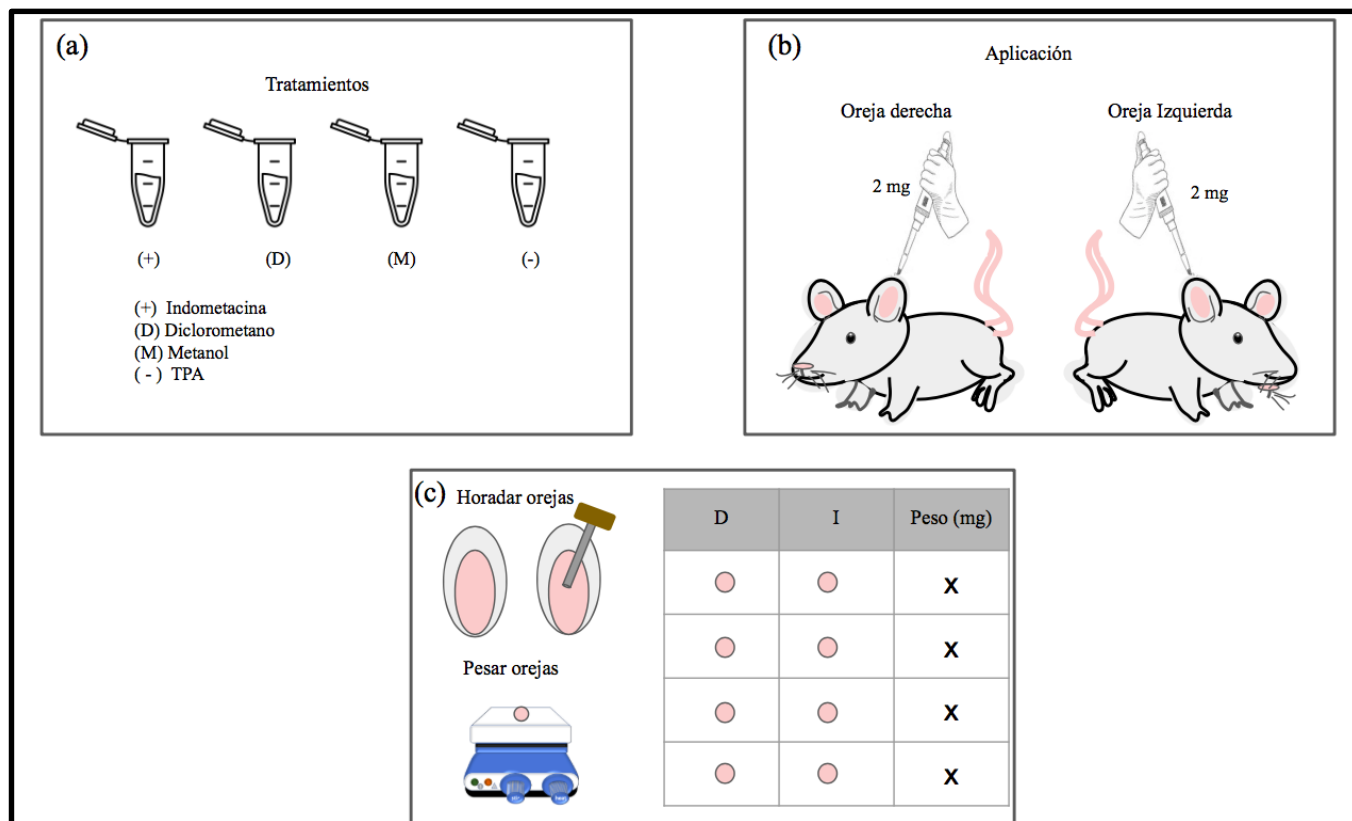 (a)
Tratamientos
(+) (D) (M) (-)
(+) Indometacina
(D) Diclorometano
(M) Metanol
( - ) TPA
(b)
Aplicación
Oreja derecha
Oreja Izquierda
2 mg
2 mg
(c)
Horadar orejas
Pesar orejas
D I Peso (mg)
X
X
X
X